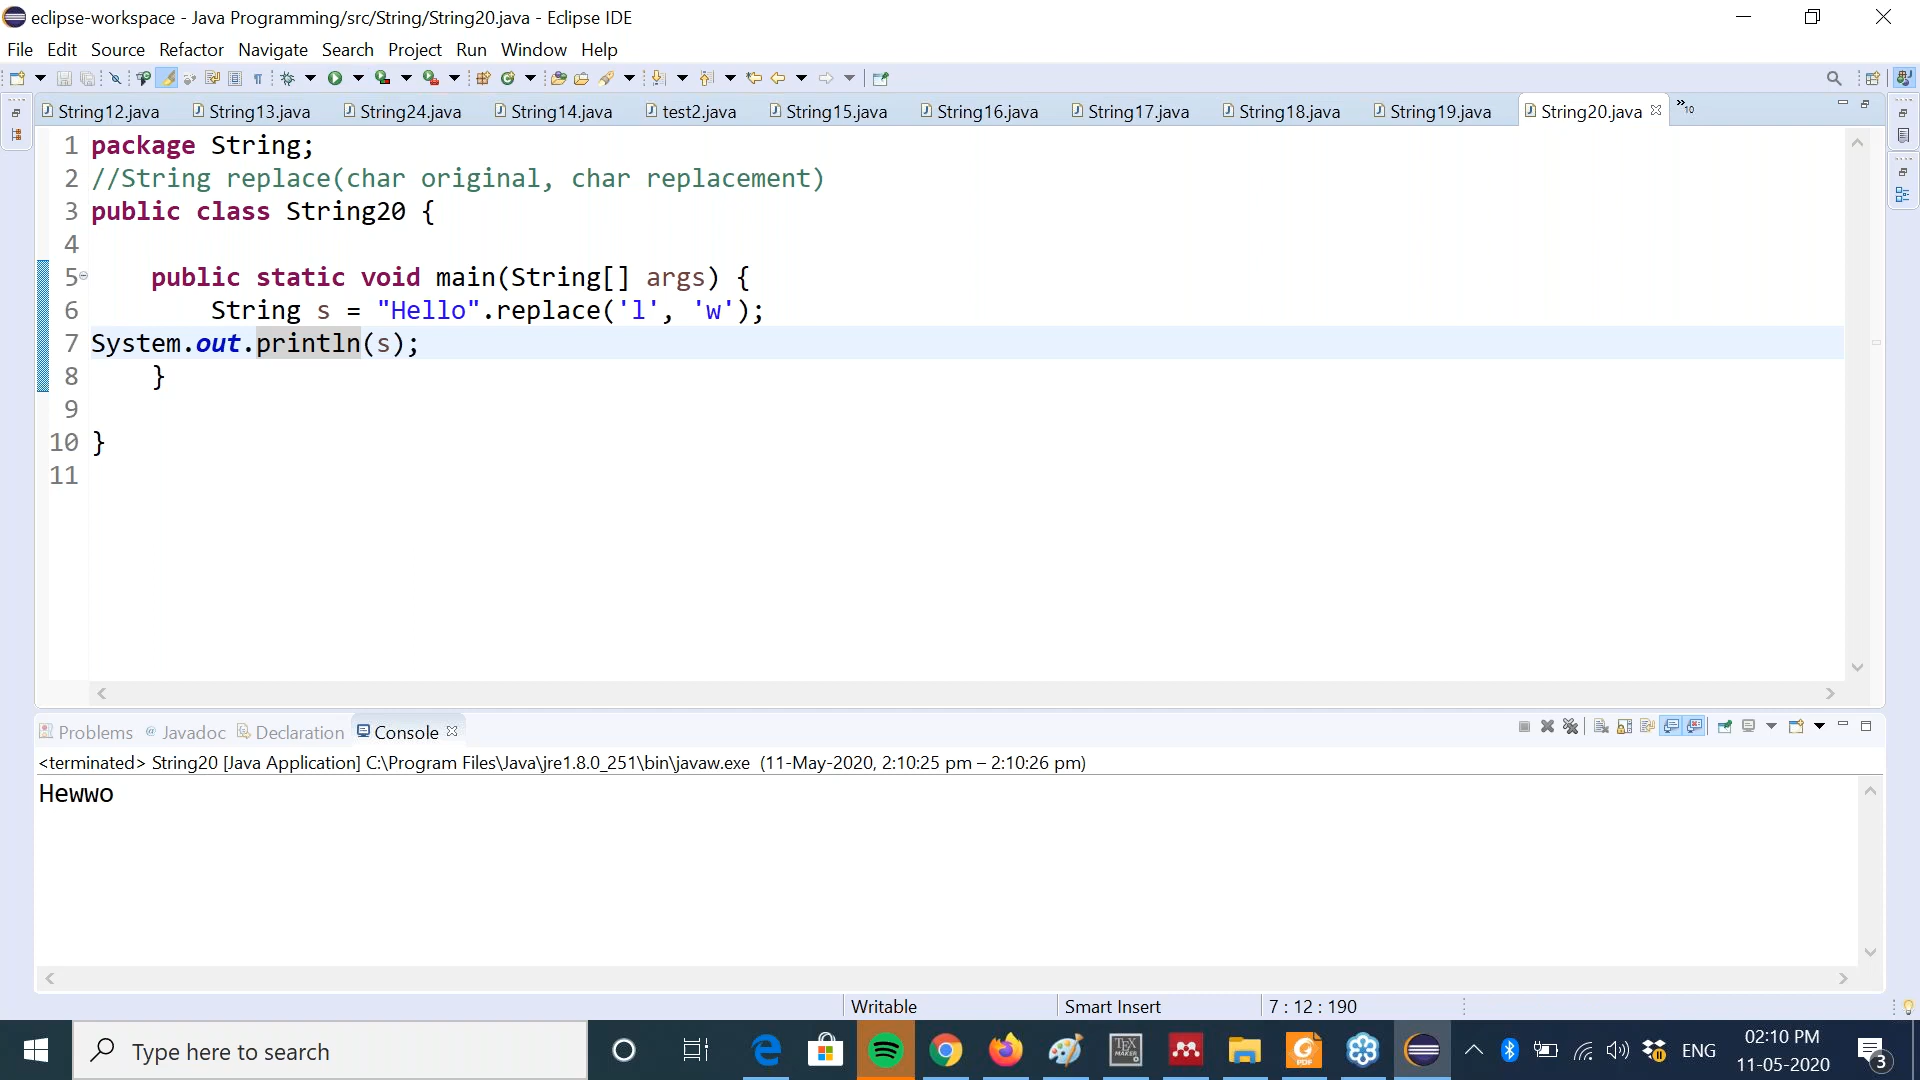 eclipse-workspace - Java Programming/src/String/String20.java - Eclipse IDE
File Edit Source Refactor Navigate Search Project Run Window Help
String12.java String13.java String24.java String14.java test2.java String15.java String16.java String17.java String18.java String19.java String20.java »10
1 package String;
2 //String replace(char original, char replacement)
3 public class String20 {
4
5 public static void main(String[] args) {
6 String s = "Hello".replace('l', 'w');
7 System.out.println(s);
8 }
9
10 }
11
Problems @ Javadoc Declaration Console
<terminated> String20 [Java Application] C:\Program Files\Java\jre1.8.0_251\bin\javaw.exe (11-May-2020, 2:10:25 pm – 2:10:26 pm)
Hewwo
Writable Smart Insert 7 : 12 : 190
Type here to search
TEX MAKER
PDF
ENG
02:10 PM
11-05-2020
3